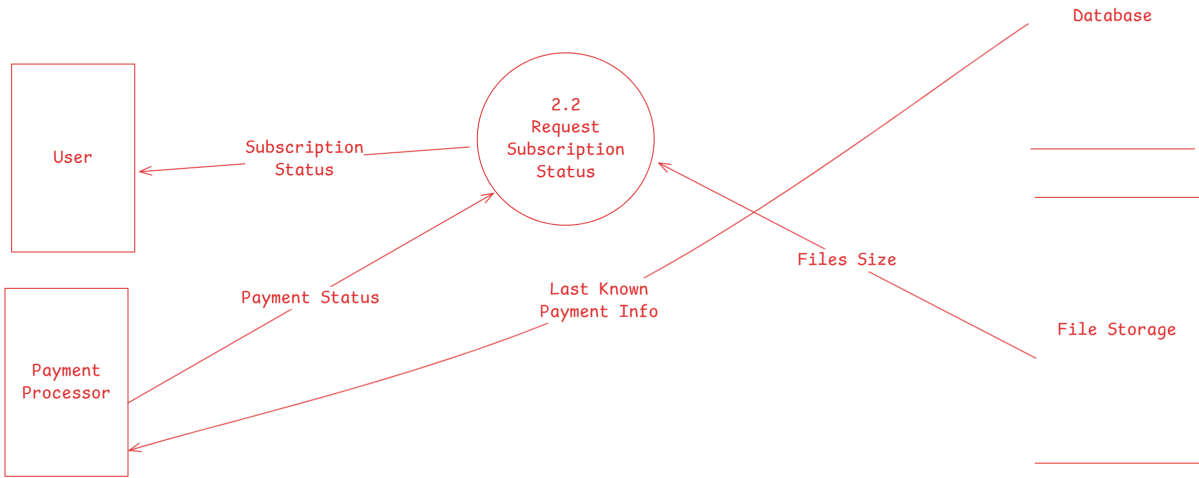 Database
User
2.2
Request
Subscription
Status
Subscription
Status
Files Size
Payment Status
Last Known
Payment Info
File Storage
Payment
Processor